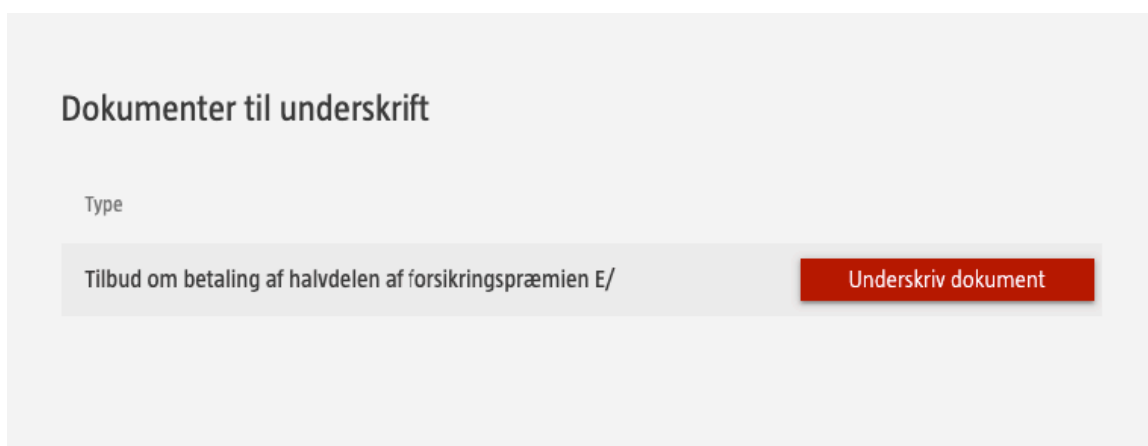 Dokumenter til underskrift
Type
Tilbud om betaling af halvdelen af forsikringspræmien E/
Underskriv dokument